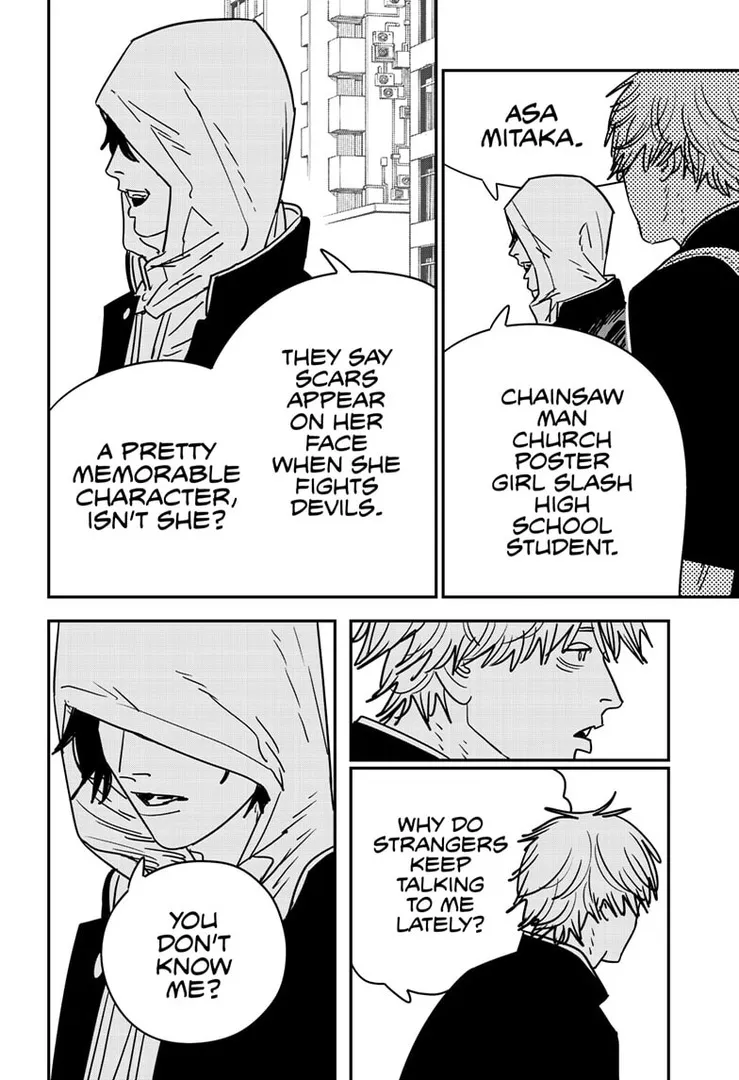 ASA
MITAKA.
CHAINSAW
MAN
CHURCH
POSTER
GIRL SLASH
HIGH
SCHOOL
STUDENT.
THEY SAY
SCARS
APPEAR
ON HER
FACE
WHEN SHE
FIGHTS
DEVILS.
A PRETTY
MEMORABLE
CHARACTER,
ISN'T SHE?
WHY DO
STRANGERS
KEEP
TALKING
TO ME
LATELY?
YOU
DON'T
KNOW
ME?